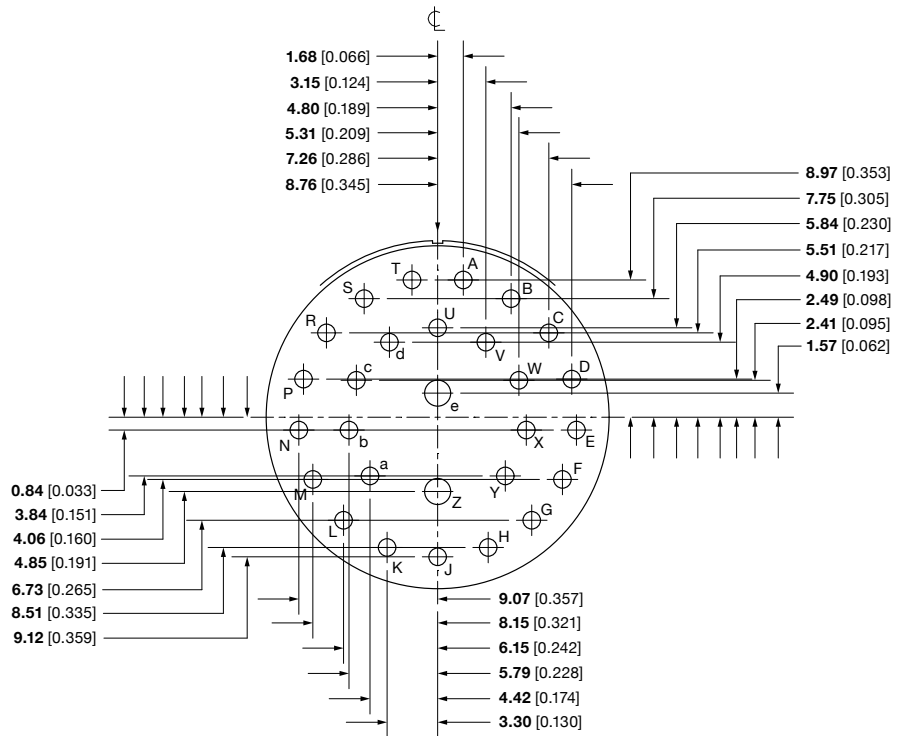 ℄
1.68 [0.066]
3.15 [0.124]
4.80 [0.189]
5.31 [0.209]
7.26 [0.286]
8.76 [0.345]
8.97 [0.353]
7.75 [0.305]
5.84 [0.230]
5.51 [0.217]
4.90 [0.193]
2.49 [0.098]
2.41 [0.095]
1.57 [0.062]
T
A
S
B
U
R
C
d
V
c
W
D
P
e
N
b
X
E
a
F
M
Y
Z
L
G
K
J
H
0.84 [0.033]
3.84 [0.151]
4.06 [0.160]
4.85 [0.191]
6.73 [0.265]
8.51 [0.335]
9.12 [0.359]
9.07 [0.357]
8.15 [0.321]
6.15 [0.242]
5.79 [0.228]
4.42 [0.174]
3.30 [0.130]